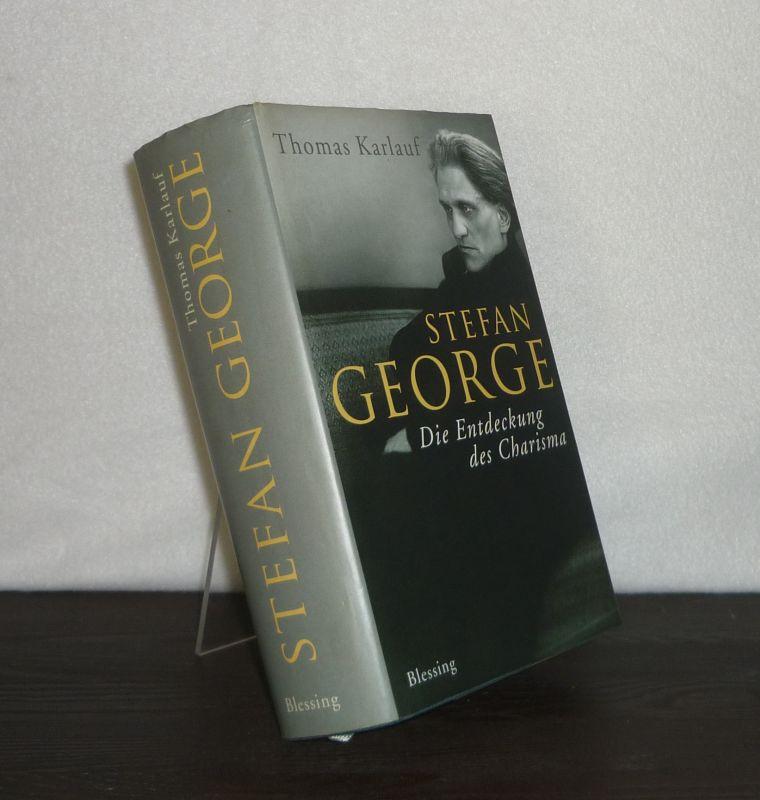 Thomas Karlauf
STEFAN GEORGE
Blessing
Thomas Karlauf
STEFAN
GEORGE
Die Entdeckung
des Charisma
Blessing